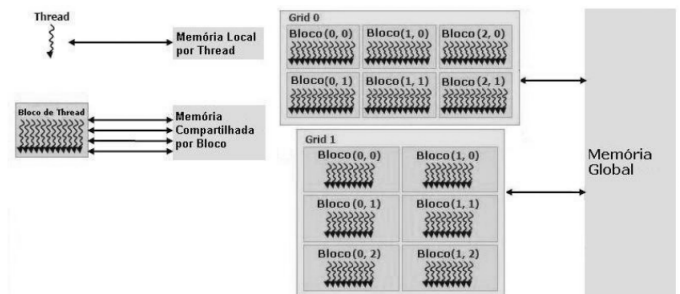 Thread
Memória Local
por Thread
Bloco de Thread
Memória
Compartilhada
por Bloco
Grid 0
Bloco(0, 0) Bloco(1, 0) Bloco(2, 0)
Bloco(0, 1) Bloco(1, 1) Bloco(2, 1)
Grid 1
Bloco(0, 0) Bloco(1, 0)
Bloco(0, 1) Bloco(1, 1)
Bloco(0, 2) Bloco(1, 2)
Memória
Global